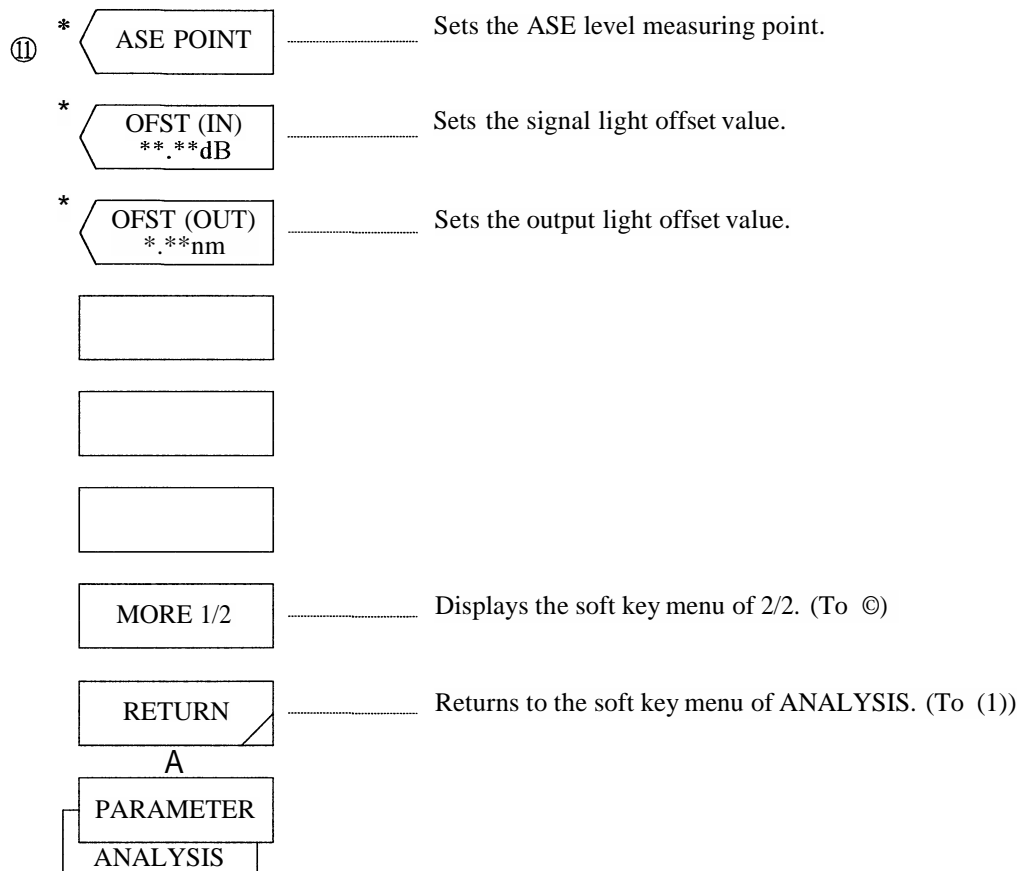 ⑪ * ASE POINT Sets the ASE level measuring point.
* OFST (IN) Sets the signal light offset value.
**.**dB
* OFST (OUT) Sets the output light offset value.
*.**nm
MORE 1/2 Displays the soft key menu of 2/2. (To ©)
RETURN Returns to the soft key menu of ANALYSIS. (To (1))
A
PARAMETER
ANALYSIS